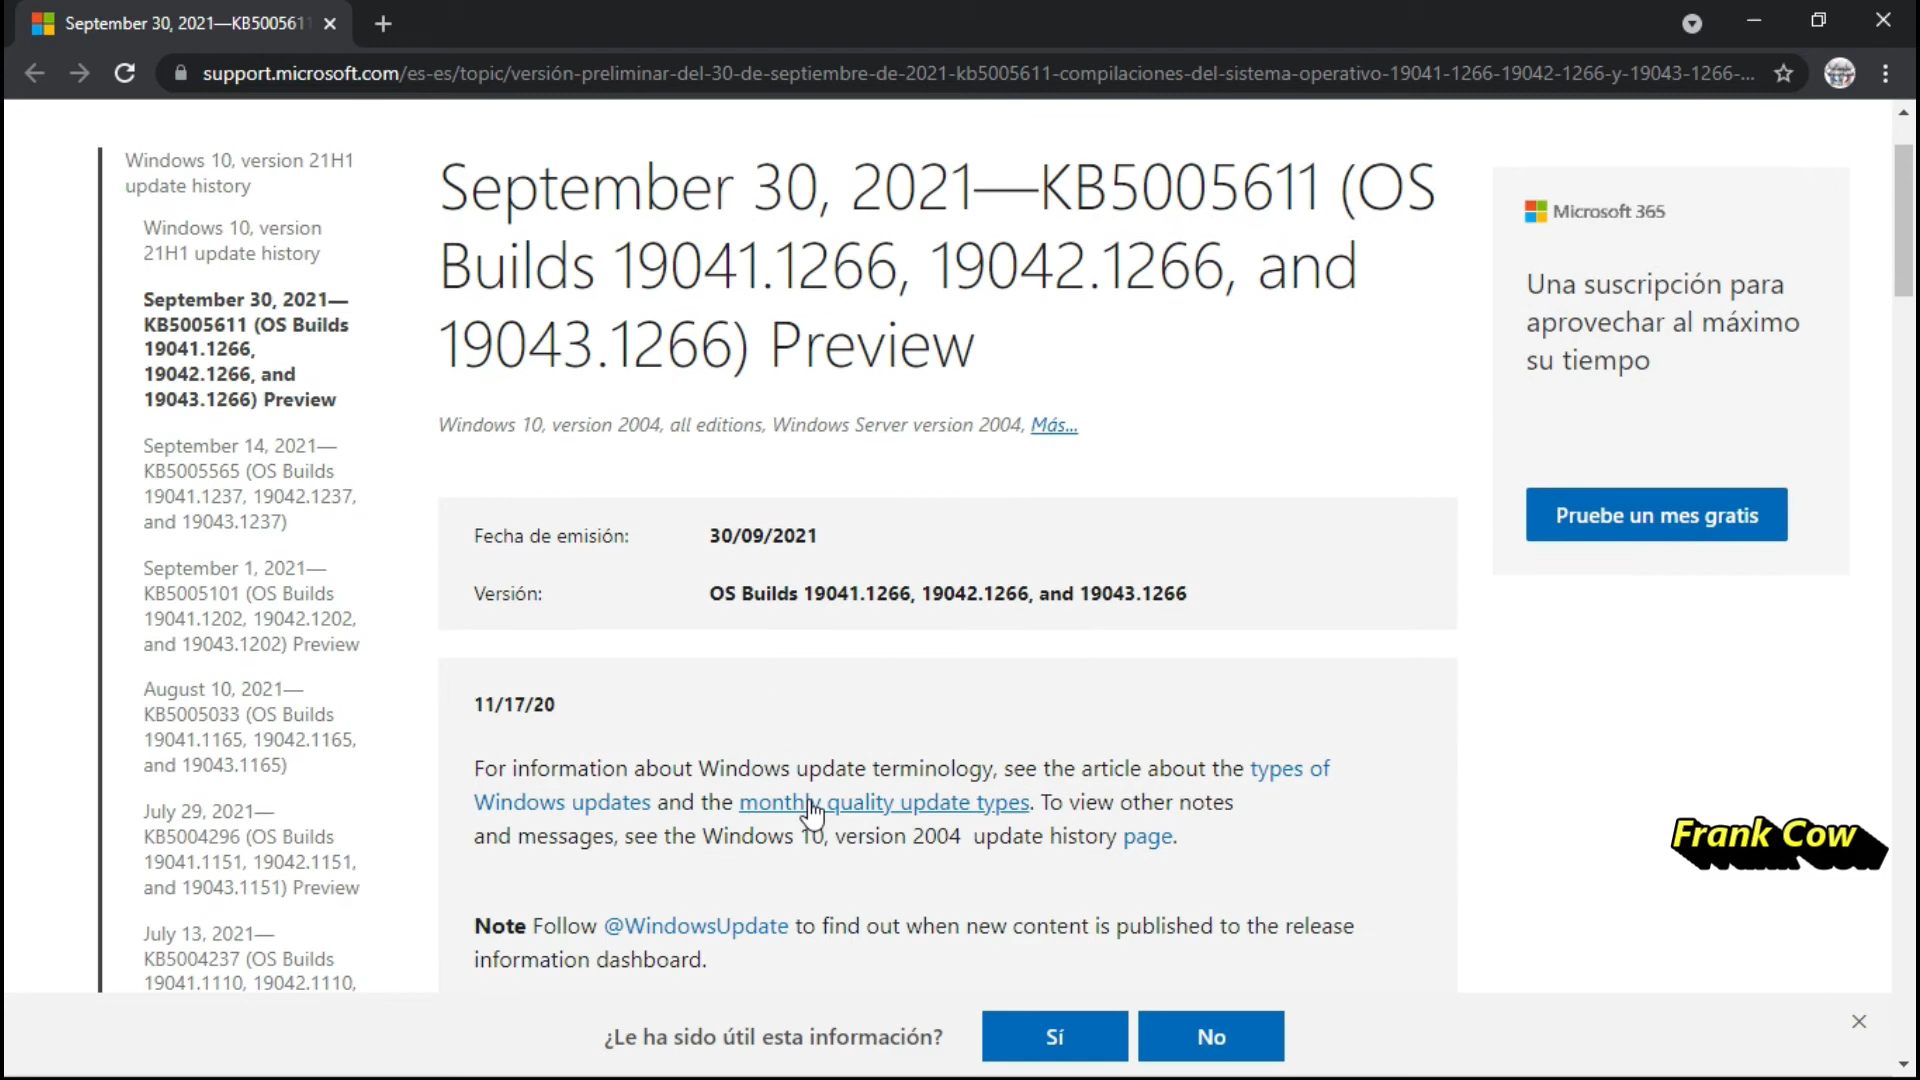 September 30, 2021—KB5005611
support.microsoft.com/es-es/topic/versión-preliminar-del-30-de-septiembre-de-2021-kb5005611-compilaciones-del-sistema-operativo-19041-1266-19042-1266-y-19043-1266-...
Windows 10, version 21H1
update history
Windows 10, version
21H1 update history
September 30, 2021—
KB5005611 (OS Builds
19041.1266,
19042.1266, and
19043.1266) Preview
September 14, 2021—
KB5005565 (OS Builds
19041.1237, 19042.1237,
and 19043.1237)
September 1, 2021—
KB5005101 (OS Builds
19041.1202, 19042.1202,
and 19043.1202) Preview
August 10, 2021—
KB5005033 (OS Builds
19041.1165, 19042.1165,
and 19043.1165)
July 29, 2021—
KB5004296 (OS Builds
19041.1151, 19042.1151,
and 19043.1151) Preview
July 13, 2021—
KB5004237 (OS Builds
19041.1110, 19042.1110,
September 30, 2021—KB5005611 (OS
Builds 19041.1266, 19042.1266, and
19043.1266) Preview
Windows 10, version 2004, all editions, Windows Server version 2004, Más...
Fecha de emisión: 30/09/2021
Versión: OS Builds 19041.1266, 19042.1266, and 19043.1266
11/17/20
For information about Windows update terminology, see the article about the types of
Windows updates and the monthly quality update types. To view other notes
and messages, see the Windows 10, version 2004 update history page.
Note Follow @WindowsUpdate to find out when new content is published to the release
information dashboard.
Microsoft 365
Una suscripción para
aprovechar al máximo
su tiempo
Pruebe un mes gratis
Frank Cow
¿Le ha sido útil esta información? Sí No